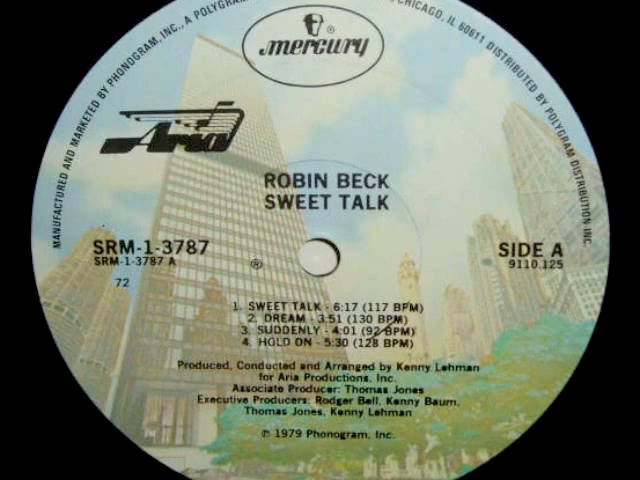 MANUFACTURED AND MARKETED BY PHONOGRAM, INC., A POLYGRAM
CHICAGO, IL 60611 DISTRIBUTED BY POLYGRAM DISTRIBUTION INC.
mercury ®
Aria
ROBIN BECK
SWEET TALK
SRM-1-3787
SRM-1-3787 A
72
℗
SIDE A
9110.125
1. SWEET TALK - 6:17 (117 BPM)
2. DREAM - 3:51 (130 BPM)
3. SUDDENLY - 4:01 (92 BPM)
4. HOLD ON - 5:30 (128 BPM)
Produced, Conducted and Arranged by Kenny Lehman
for Aria Productions, Inc.
Associate Producer: Thomas Jones
Executive Producers: Rodger Bell, Kenny Baum,
Thomas Jones, Kenny Lehman
℗ 1979 Phonogram, Inc.